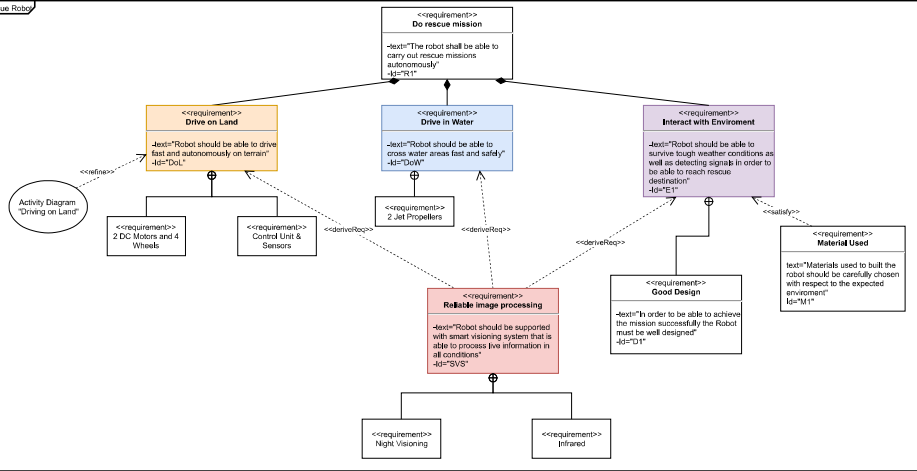 ue Robot
<<requirement>>
Do rescue mission
-text="The robot shall be able to
carry out rescue missions
autonomously"
-Id="R1"
<<requirement>>
Drive on Land
-text="Robot should be able to drive
fast and autonomously on terrain"
-Id="DoL"
<<requirement>>
Drive in Water
-text="Robot should be able to
cross water areas fast and safely"
-Id="DoW"
<<requirement>>
Interact with Enviroment
-text="Robot should be able to
survive tough weather conditions as
well as detecting signals in order to
be able to reach rescue
destination"
-Id="E1"
<<refine>>
Activity Diagram
"Driving on Land"
<<requirement>>
2 DC Motors and 4
Wheels
<<requirement>>
Control Unit &
Sensors
<<requirement>>
2 Jet Propellers
<<deriveReq>>
<<deriveReq>>
<<deriveReq>>
<<satisfy>>
<<requirement>>
Material Used
text="Materials used to built the
robot should be carefully chosen
with respect to the expected
enviroment"
Id="M1"
<<requirement>>
Good Design
-text="In order to be able to achieve
the mission successfully the Robot
must be well designed"
-Id="D1"
<<requirement>>
Reliable image processing
-text="Robot should be supported
with smart visioning system that is
able to process live information in
all conditions"
-Id="SVS"
<<requirement>>
Night Visioning
<<requirement>>
Infrared